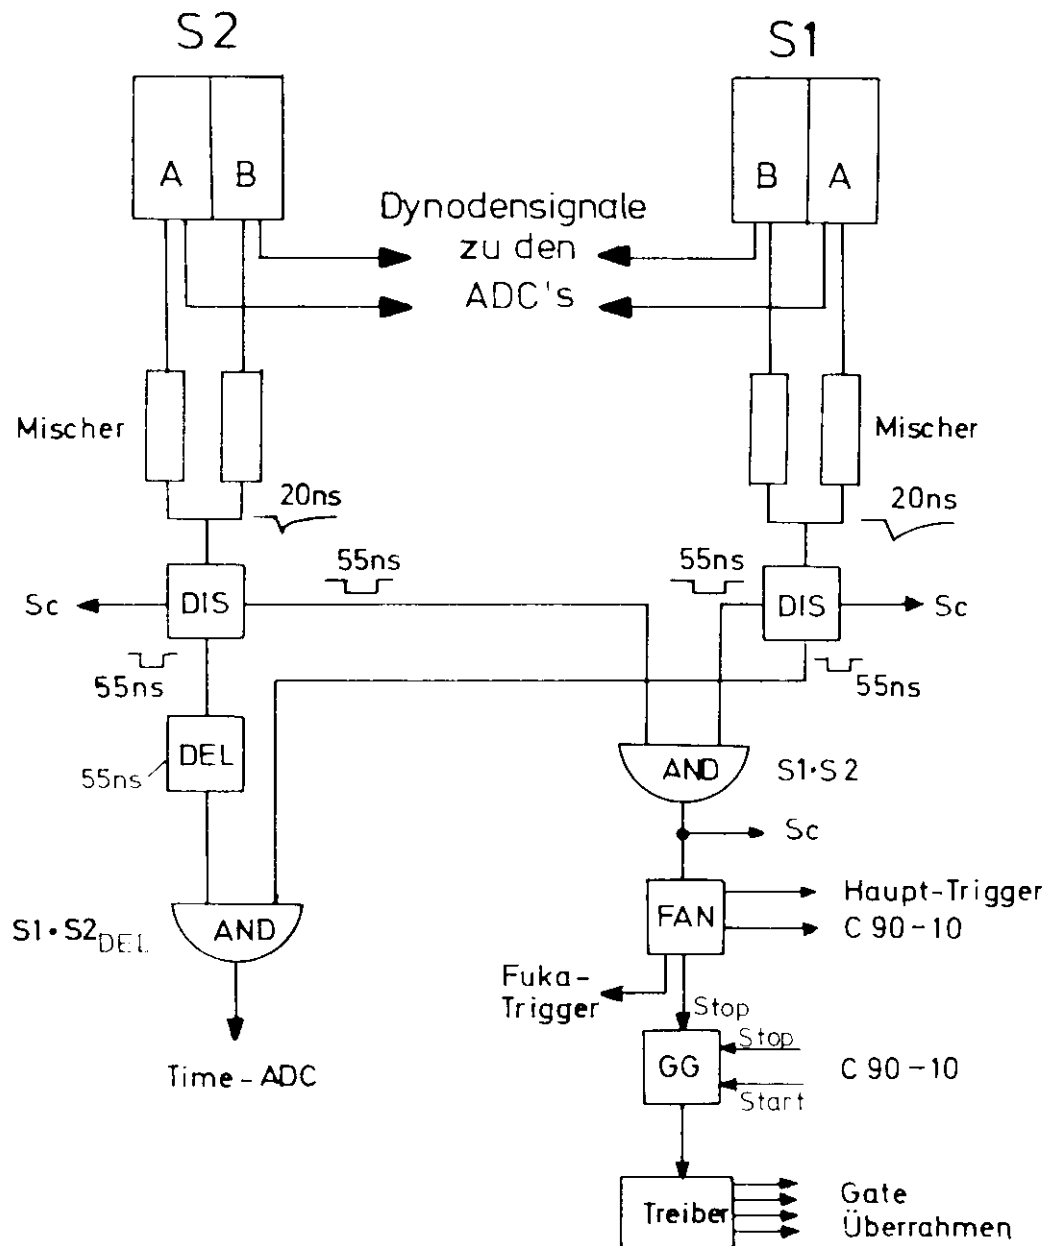 S2
S1
A
B
B
A
Dynodensignale
zu den
ADC's
Mischer
Mischer
20ns
20ns
55ns
55ns
Sc
DIS
DIS
Sc
55ns
55ns
DEL
55ns
AND
S1•S2
Sc
S1•S2DEL
AND
FAN
Haupt-Trigger
C 90-10
Fuka-
Trigger
Stop
Time-ADC
GG
Stop
Start
C 90-10
Treiber
Gate
Überrahmen